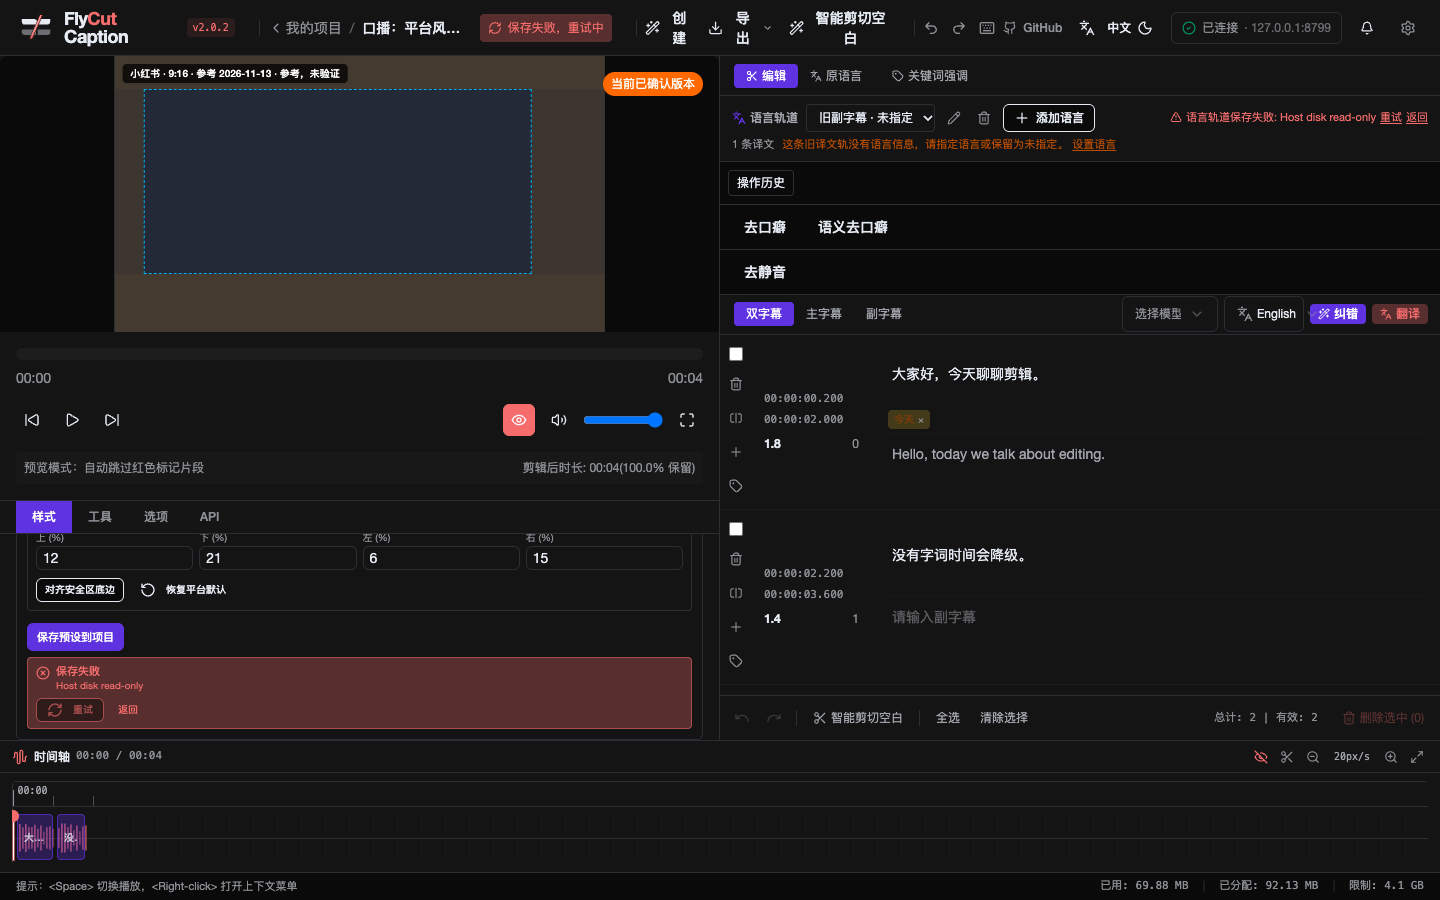 FlyCut Caption
v2.0.2
我的项目 / 口播：平台风...
保存失败，重试中
创建
导出
智能剪切空白
GitHub
中文
已连接 · 127.0.0.1:8799
小红书 · 9:16 · 参考 2026-11-13 · 参考，未验证
当前已确认版本
00:00
00:04
预览模式：自动跳过红色标记片段
剪辑后时长: 00:04(100.0% 保留)
样式
工具
选项
API
上 (%)
下 (%)
左 (%)
右 (%)
12
21
6
15
对齐安全区底边
恢复平台默认
保存预设到项目
保存失败
Host disk read-only
重试
返回
编辑
原语言
关键词强调
语言轨道
旧副字幕 · 未指定
添加语言
语言轨道保存失败: Host disk read-only 重试 返回
1 条译文 这条旧译文轨没有语言信息，请指定语言或保留为未指定。 设置语言
操作历史
去口癖
语义去口癖
去静音
双字幕
主字幕
副字幕
选择模型
English
纠错
翻译
00:00:00.200
00:00:02.000
1.8
0
大家好，今天聊聊剪辑。
今天 ×
Hello, today we talk about editing.
00:00:02.200
00:00:03.600
1.4
1
没有字词时间会降级。
请输入副字幕
智能剪切空白
全选
清除选择
总计: 2 | 有效: 2
删除选中 (0)
时间轴 00:00 / 00:04
20px/s
00:00
大...
没.
提示：<Space> 切换播放，<Right-click> 打开上下文菜单
已用: 69.88 MB
已分配: 92.13 MB
限制: 4.1 GB